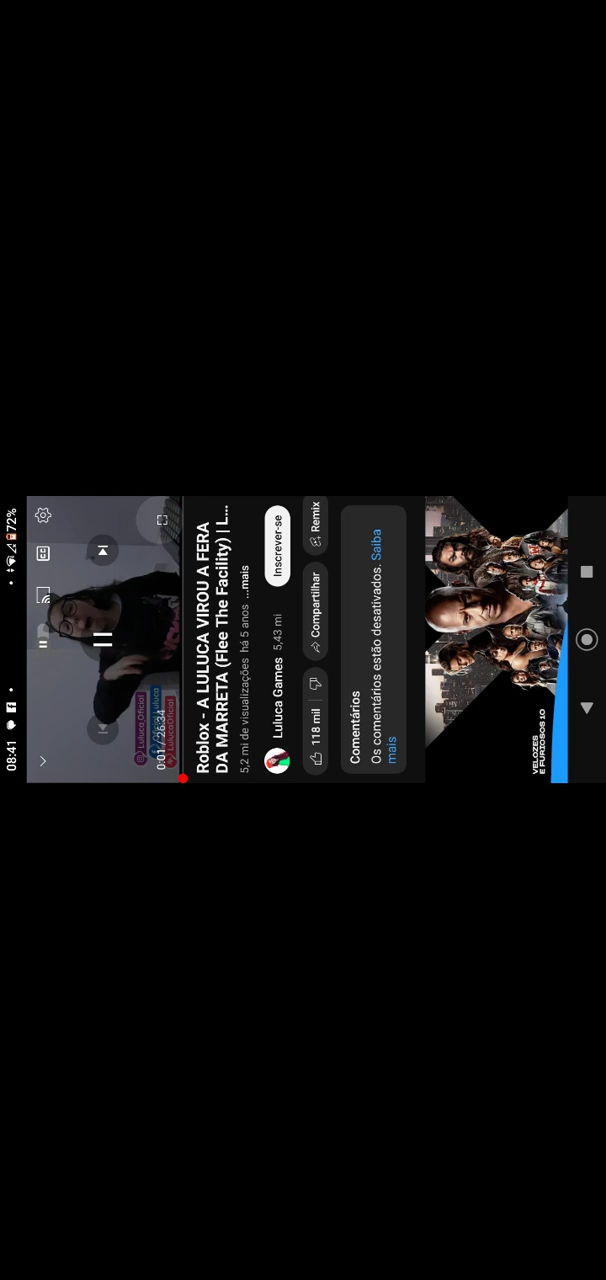 08:41
72%
CC
Luluca_Oficial
Luluca
LulucaOficial
0:01 / 26:34
Roblox - A LULUCA VIROU A FERA
DA MARRETA (Flee The Facility) | L...
5,2 mi de visualizações há 5 anos ...mais
Luluca Games 5,43 mi
Inscrever-se
118 mil
Compartilhar
Remix
Comentários
Os comentários estão desativados. Saiba
mais
VELOZES
E FURIOSOS 10